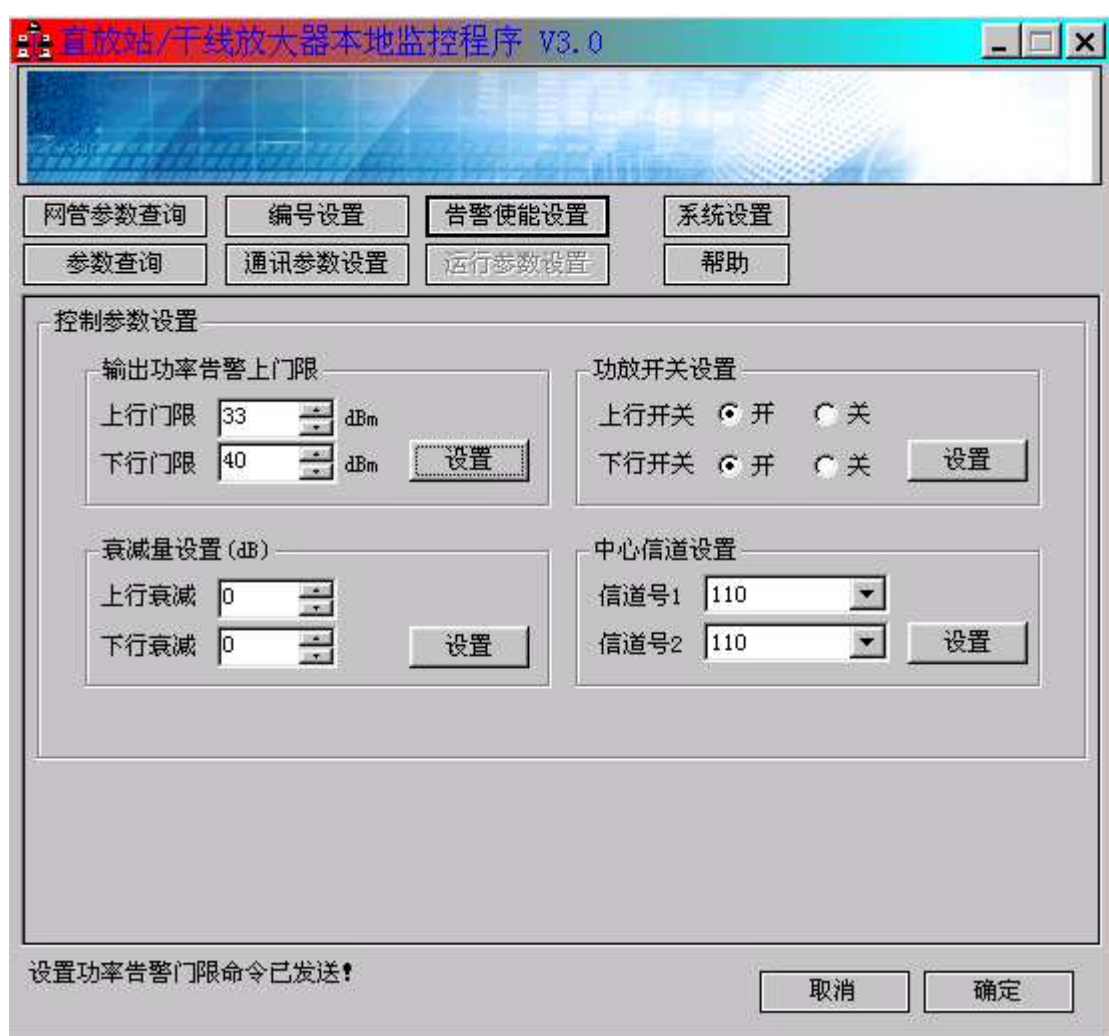 直放站/干线放大器本地监控程序 V3.0
网管参数查询 编号设置 告警使能设置 系统设置
参数查询 通讯参数设置 运行参数设置 帮助
控制参数设置
输出功率告警上门限
上行门限 33 dBm
下行门限 40 dBm 设置
功放开关设置
上行开关 开 关
下行开关 开 关 设置
衰减量设置(dB)
上行衰减 0
下行衰减 0 设置
中心信道设置
信道号1 110
信道号2 110 设置
设置功率告警门限命令已发送!
取消 确定